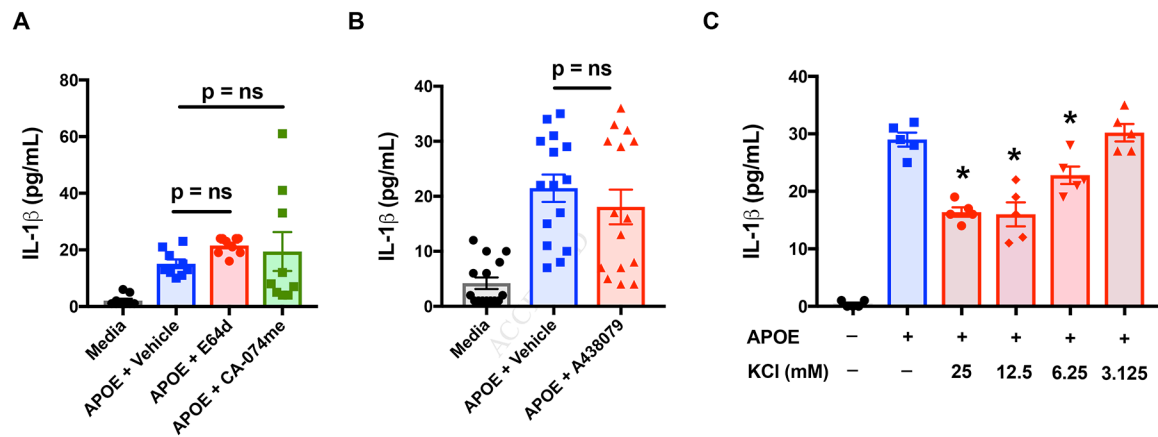 A
IL-1β (pg/mL)
80
60
40
20
0
p = ns
p = ns
Media
APOE + Vehicle
APOE + E64d
APOE + CA-074me
B
IL-1β (pg/mL)
40
30
20
10
0
p = ns
Media
APOE + Vehicle
APOE + A438079
C
IL-1β (pg/mL)
40
30
20
10
0
* * *
APOE – + + + + +
KCl (mM) – – 25 12.5 6.25 3.125